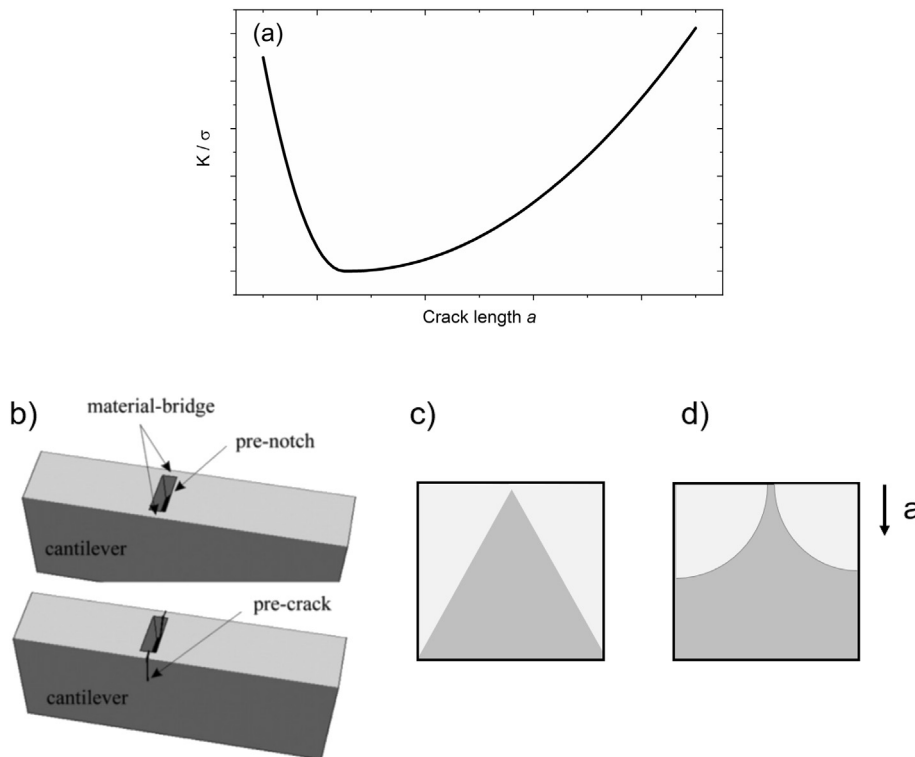 (a)
K / σ
Crack length a
b)
material-bridge
pre-notch
cantilever
pre-crack
cantilever
c)
d)
a